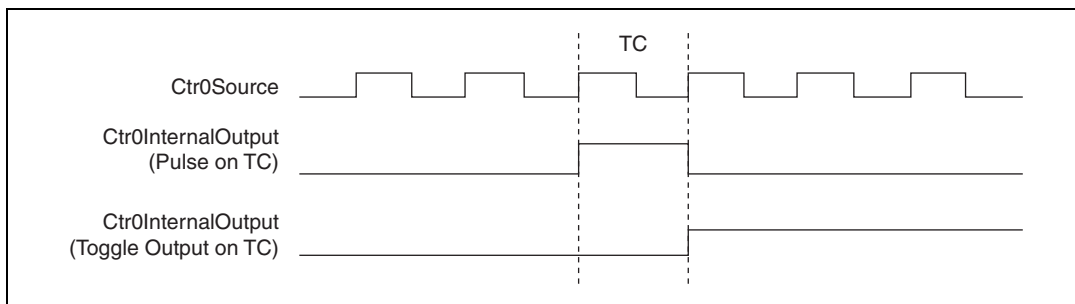 TC
Ctr0Source
Ctr0InternalOutput
(Pulse on TC)
Ctr0InternalOutput
(Toggle Output on TC)